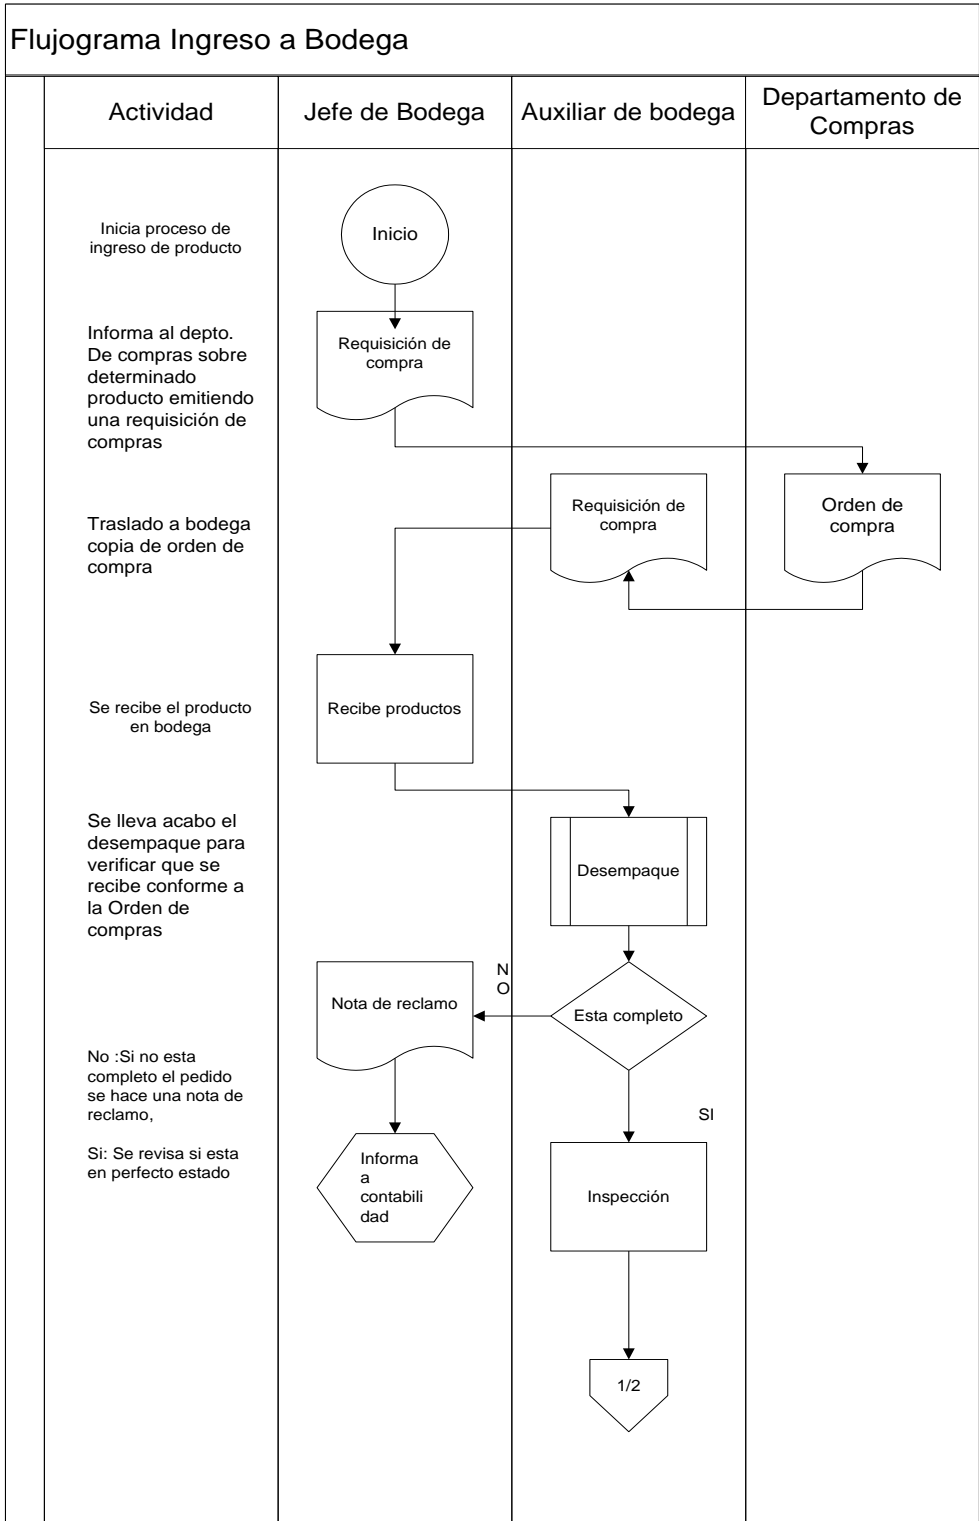 Flujograma Ingreso a Bodega
Actividad
Jefe de Bodega
Auxiliar de bodega
Departamento de
Compras
Inicia proceso de
ingreso de producto
Inicio
Informa al depto.
De compras sobre
determinado
producto emitiendo
una requisición de
compras
Requisición de
compra
Traslado a bodega
copia de orden de
compra
Requisición de
compra
Orden de
compra
Se recibe el producto
en bodega
Recibe productos
Se lleva acabo el
desempaque para
verificar que se
recibe conforme a
la Orden de
compras
Desempaque
Nota de reclamo
N
O
Esta completo
No :Si no esta
completo el pedido
se hace una nota de
reclamo,
Si: Se revisa si esta
en perfecto estado
Informa
a
contabili
dad
SI
Inspección
1/2